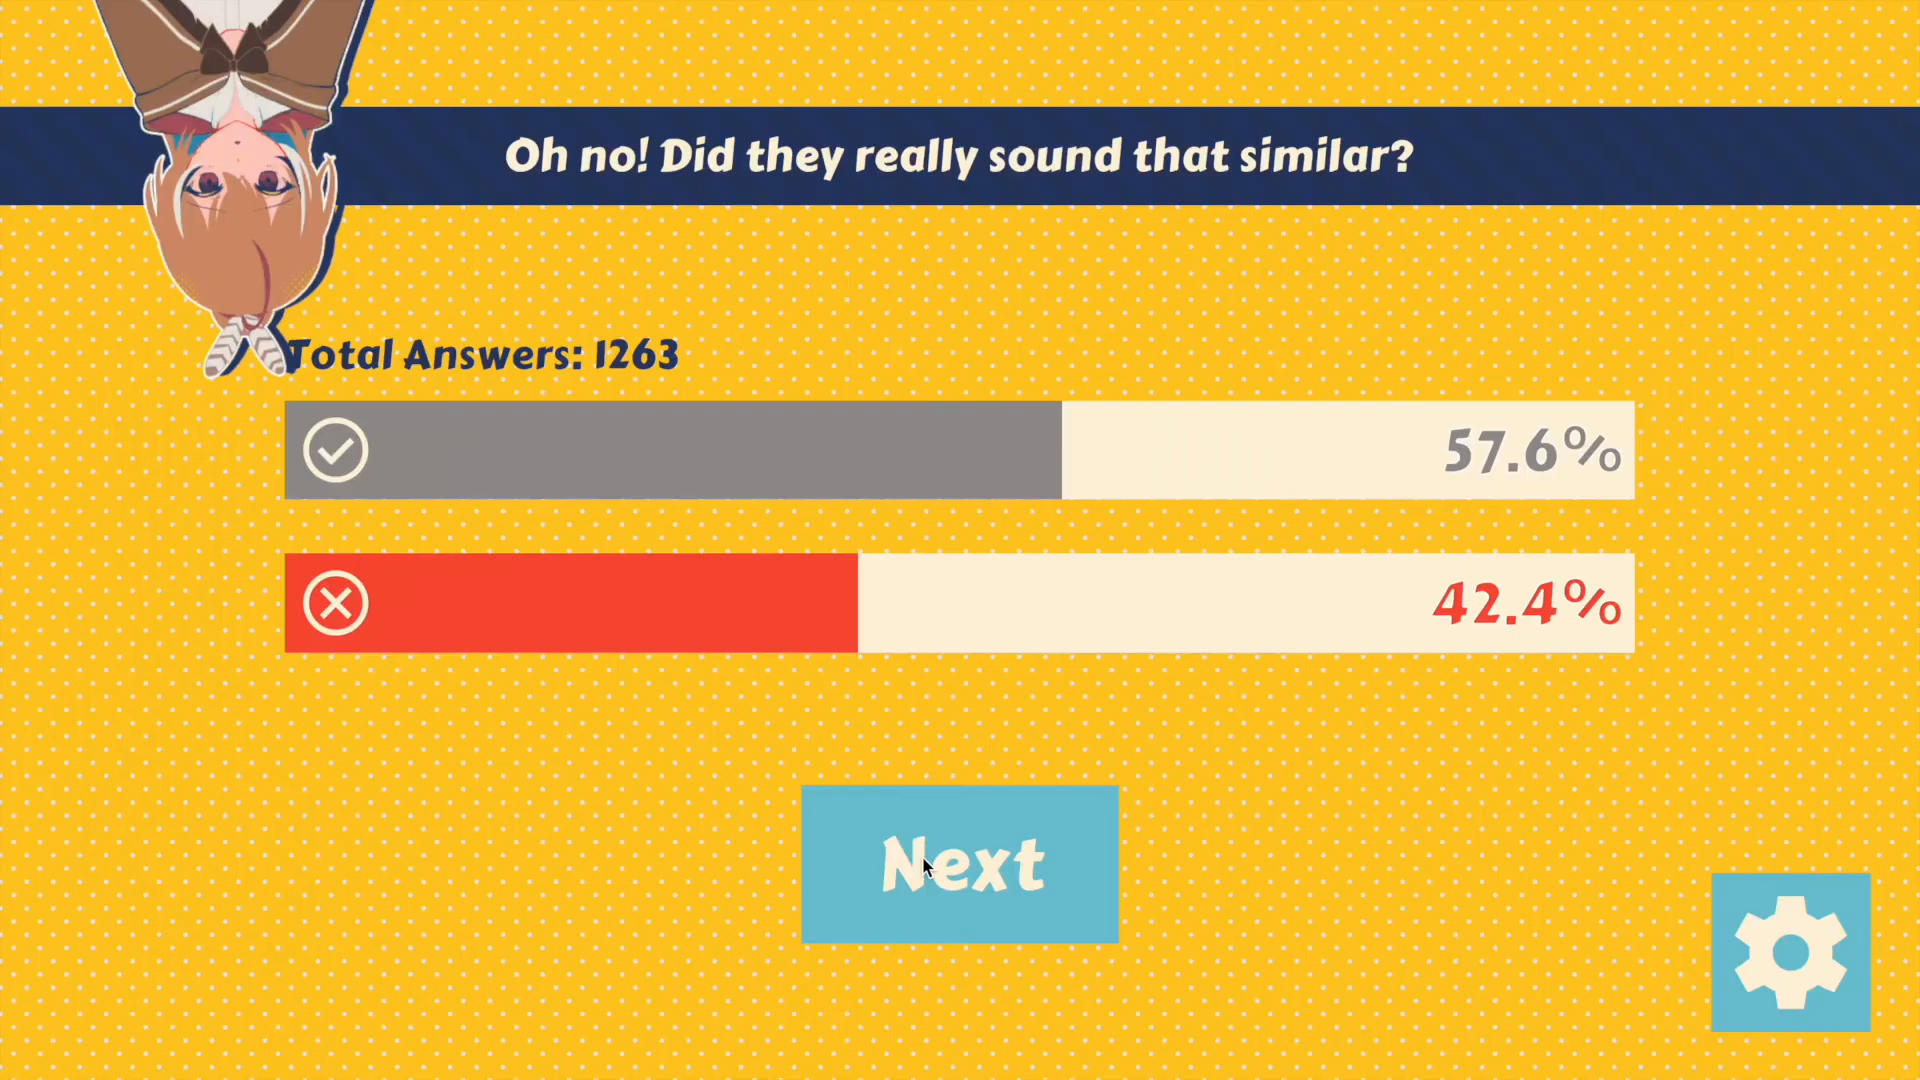 Oh no! Did they really sound that similar?
Total Answers: 1263
57.6%
42.4%
Next